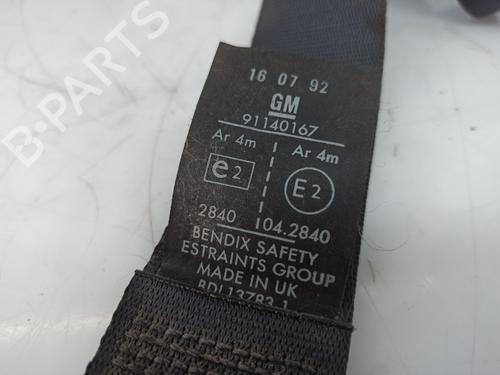 B-PARTS
16 07 92
GM
91140167
Ar 4m Ar 4m
e2 E2
2840 04.2840
BENDIX SAFETY
ESTRAINTS GROUP
MADE IN UK